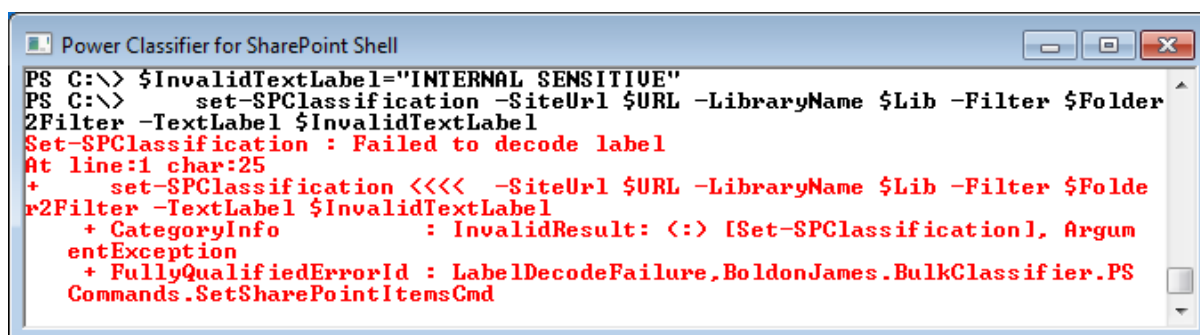 Power Classifier for SharePoint Shell
PS C:\> $InvalidTextLabel="INTERNAL SENSITIVE"
PS C:\>     set-SPClassification -SiteUrl $URL -LibraryName $Lib -Filter $Folder
2Filter -TextLabel $InvalidTextLabel
Set-SPClassification : Failed to decode label
At line:1 char:25
+     set-SPClassification <<<<  -SiteUrl $URL -LibraryName $Lib -Filter $Folde
r2Filter -TextLabel $InvalidTextLabel
    + CategoryInfo          : InvalidResult: (:) [Set-SPClassification], Argum
   entException
    + FullyQualifiedErrorId : LabelDecodeFailure,BoldonJames.BulkClassifier.PS
   Commands.SetSharePointItemsCmd